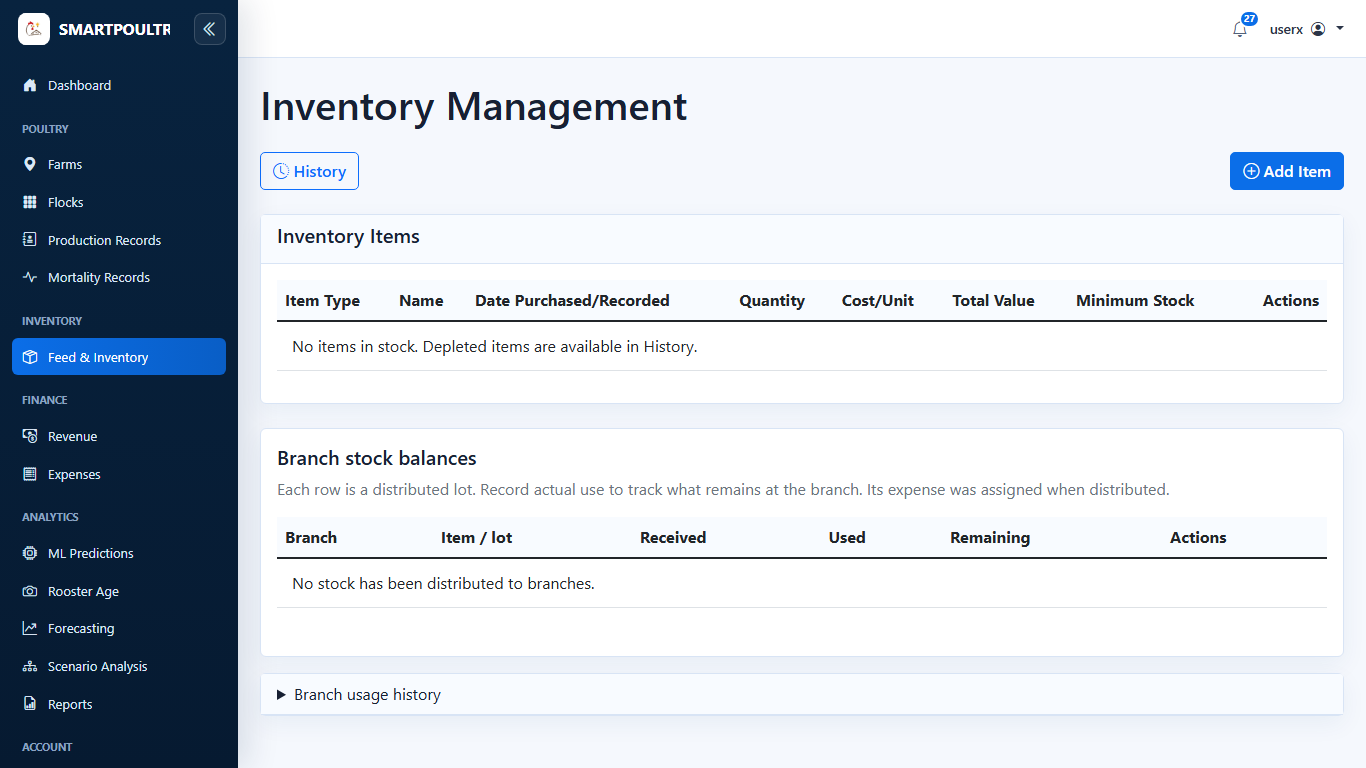 SMARTPOULTR
27
userx
Dashboard
POULTRY
Farms
Flocks
Production Records
Mortality Records
INVENTORY
Feed & Inventory
FINANCE
Revenue
Expenses
ANALYTICS
ML Predictions
Rooster Age
Forecasting
Scenario Analysis
Reports
ACCOUNT
Inventory Management
History
Add Item
Inventory Items
Item Type Name Date Purchased/Recorded Quantity Cost/Unit Total Value Minimum Stock Actions
No items in stock. Depleted items are available in History.
Branch stock balances
Each row is a distributed lot. Record actual use to track what remains at the branch. Its expense was assigned when distributed.
Branch Item / lot Received Used Remaining Actions
No stock has been distributed to branches.
Branch usage history